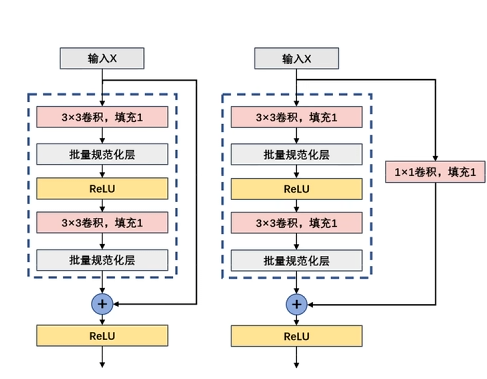 输入X
3×3卷积，填充1
批量规范化层
ReLU
3×3卷积，填充1
批量规范化层
+
ReLU
输入X
3×3卷积，填充1
批量规范化层
ReLU
3×3卷积，填充1
批量规范化层
1×1卷积，填充1
+
ReLU